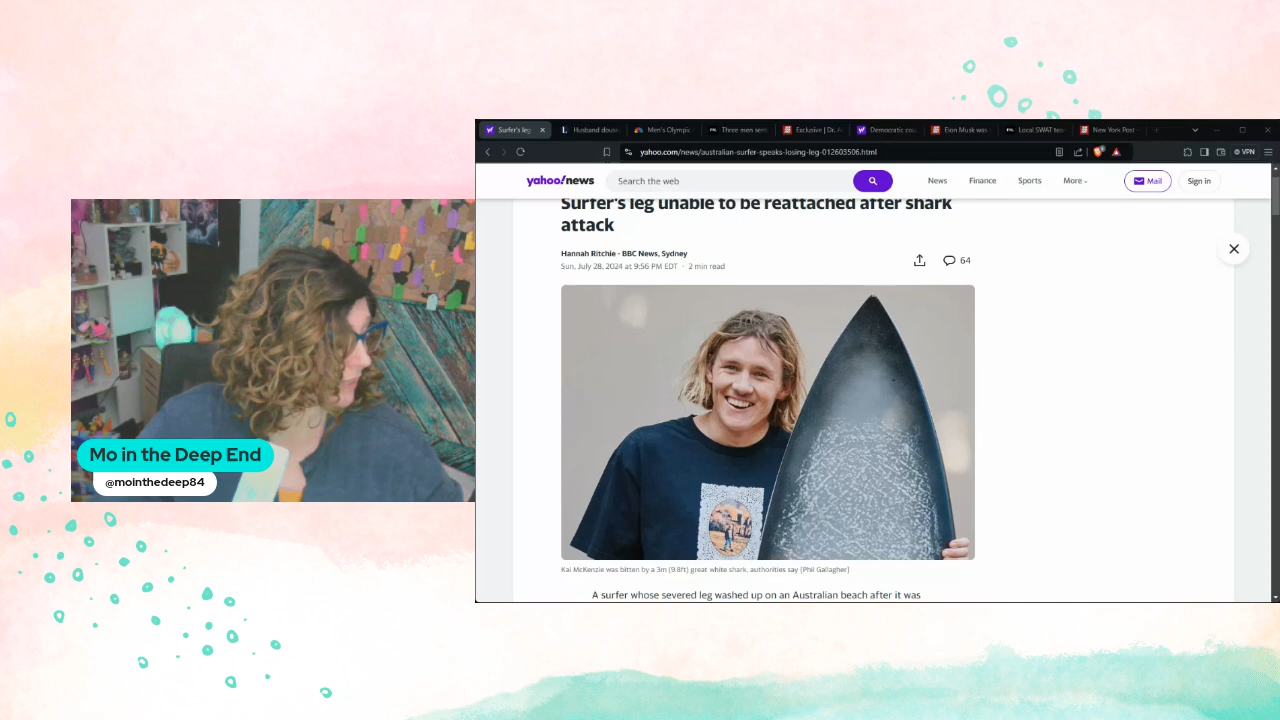 Surfer's leg
Husband dous
Men's Olympic
Three men sent
Exclusive | Dr. A
Democratic cou
Elon Musk was
Local SWAT tea
New York Post
yahoo.com/news/australian-surfer-speaks-losing-leg-012603506.html
VPN
yahoo!news
Search the web
News
Finance
Sports
More
Mail
Sign in
Surfer's leg unable to be reattached after shark
attack
Hannah Ritchie - BBC News, Sydney
Sun, July 28, 2024 at 9:56 PM EDT · 2 min read
64
Kai McKenzie was bitten by a 3m (9.8ft) great white shark, authorities say [Phil Gallagher]
A surfer whose severed leg washed up on an Australian beach after it was
Mo in the Deep End
@mointhedeep84